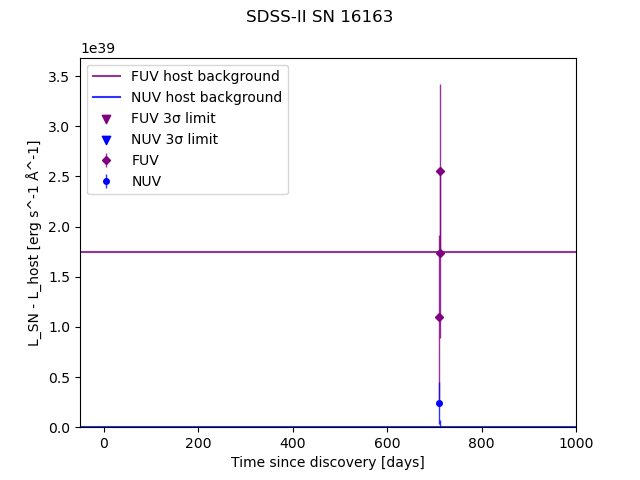 SDSS-II SN 16163
1e39
FUV host background
NUV host background
FUV 3σ limit
NUV 3σ limit
FUV
NUV
3.5
3.0
2.5
2.0
1.5
1.0
0.5
0.0
L_SN - L_host [erg s^-1 Å^-1]
0 200 400 600 800 1000
Time since discovery [days]